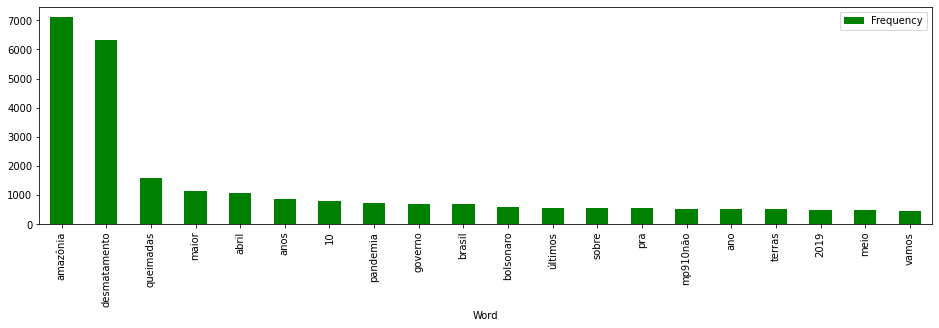 Frequency
7000
6000
5000
4000
3000
2000
1000
0
amazônia
desmatamento
queimadas
maior
abril
anos
10
pandemia
governo
brasil
bolsonaro
últimos
sobre
pra
mp910não
ano
terras
2019
meio
vamos
Word